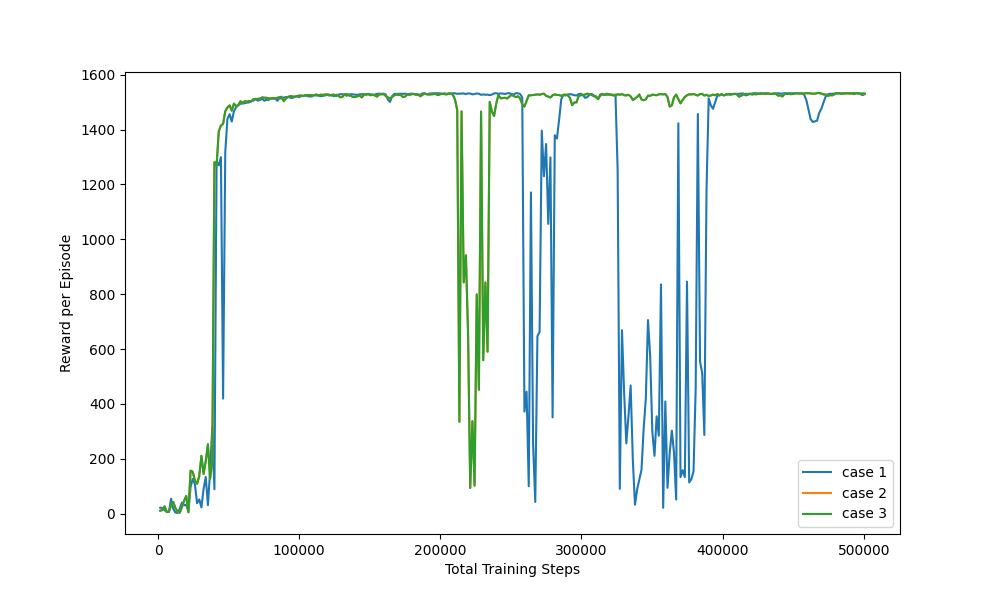 1600
1400
1200
1000
800
600
400
200
0
Reward per Episode
0 100000 200000 300000 400000 500000
Total Training Steps
case 1
case 2
case 3